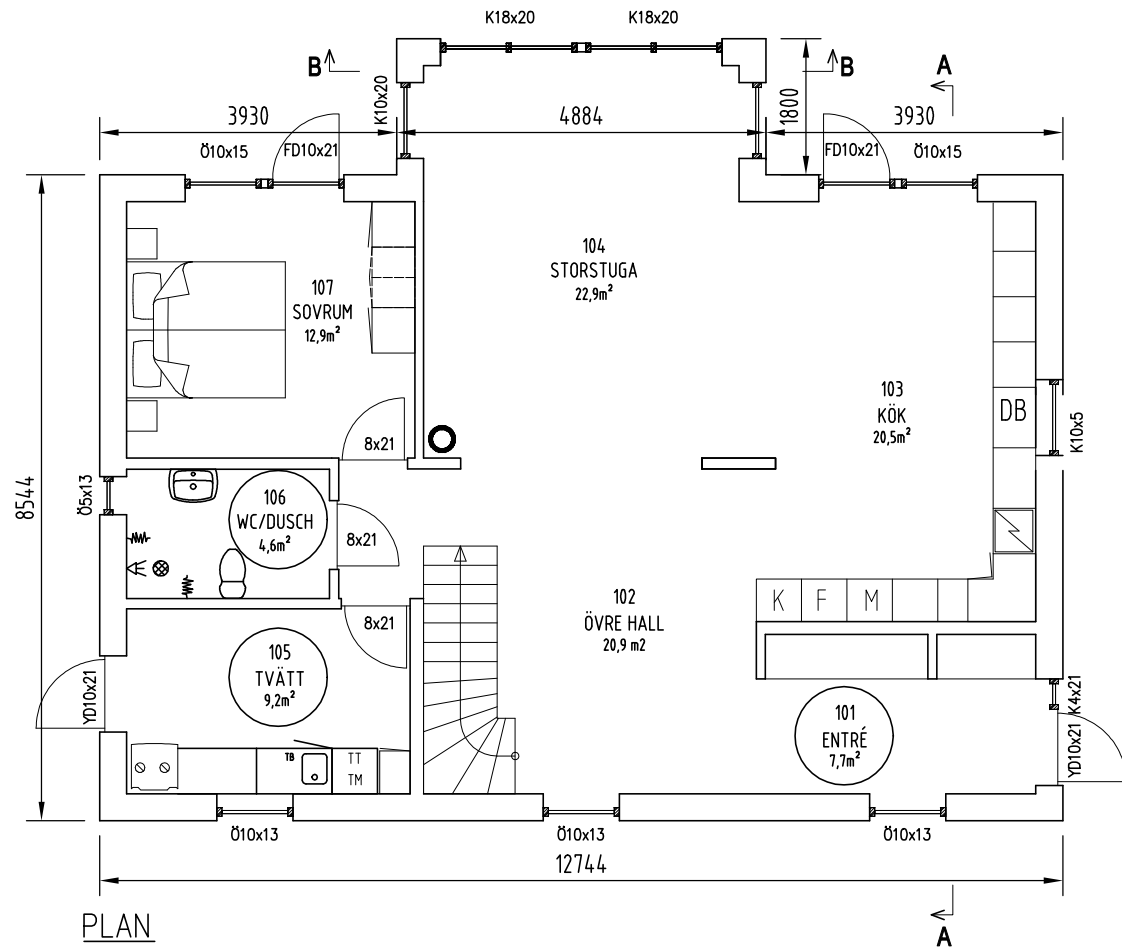 K18x20 K18x20
B B A
K10x20
3930 4884 1800 3930
Ö10x15 FD10x21 FD10x21 Ö10x15
104
STORSTUGA
22,9m²
107
SOVRUM
12,9m²
103
KÖK
20,5m²
DB
K10x5
8x21
8544
Ö5x13
106
WC/DUSCH
4,6m²
8x21
102
ÖVRE HALL
20,9 m2
K F M
8x21
105
TVÄTT
9,2m²
YD10x21
101
ENTRÉ
7,7m²
K4x21
YD10x21
TB
TT
TM
Ö10x13 Ö10x13 Ö10x13
12744
PLAN
A